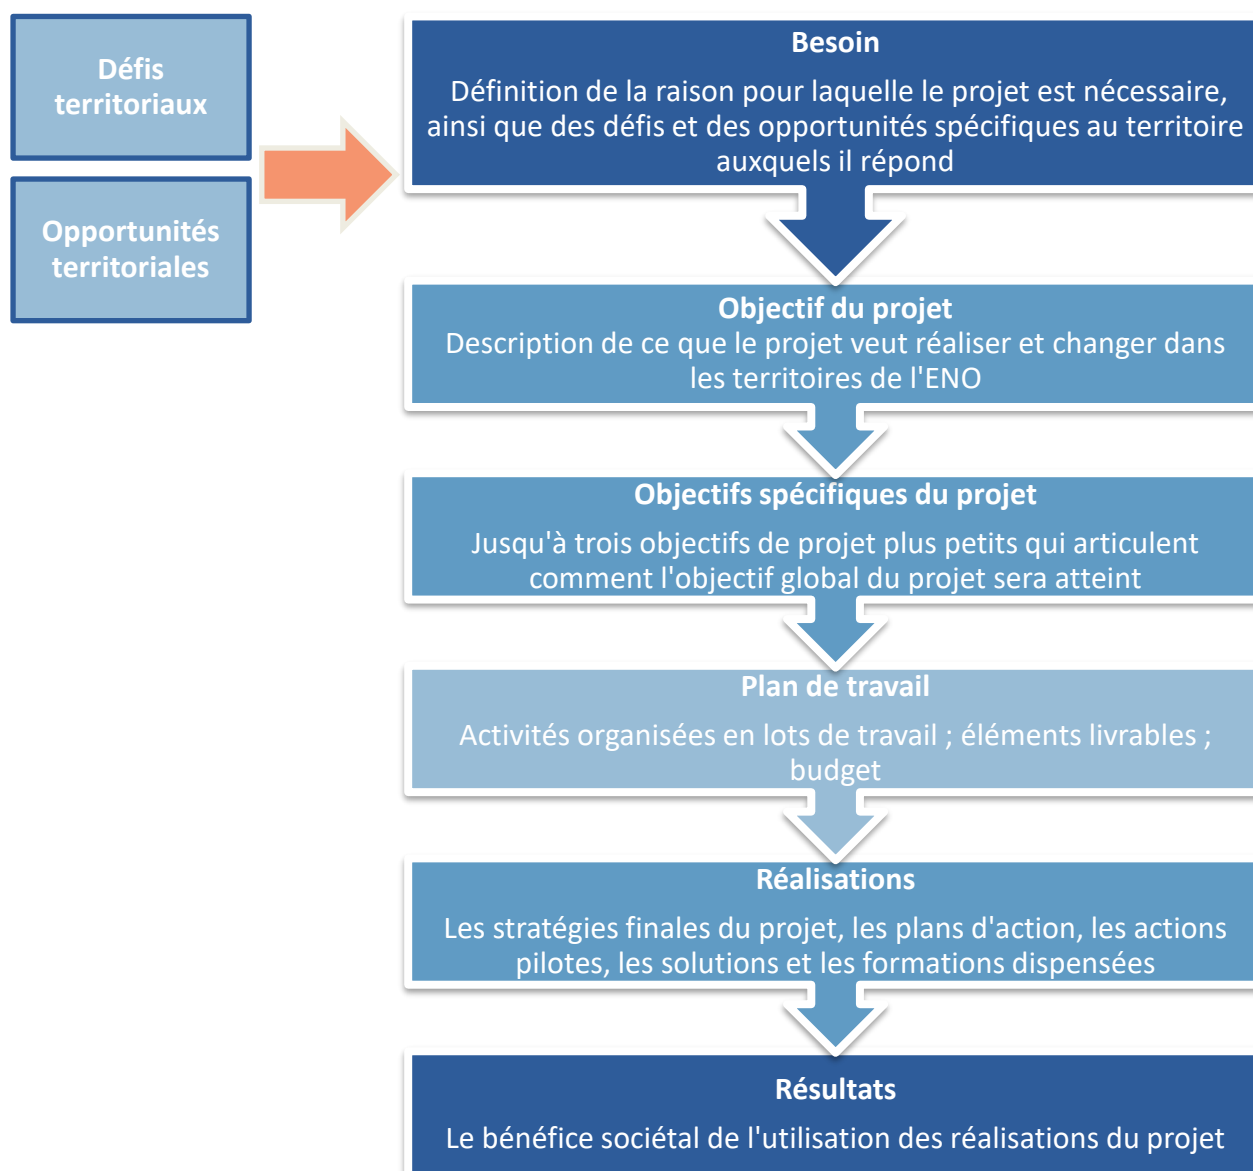 Défis
territoriaux
Opportunités
territoriales
Besoin
Définition de la raison pour laquelle le projet est nécessaire,
ainsi que des défis et des opportunités spécifiques au territoire
auxquels il répond
Objectif du projet
Description de ce que le projet veut réaliser et changer dans
les territoires de l'ENO
Objectifs spécifiques du projet
Jusqu'à trois objectifs de projet plus petits qui articulent
comment l'objectif global du projet sera atteint
Plan de travail
Activités organisées en lots de travail ; éléments livrables ;
budget
Réalisations
Les stratégies finales du projet, les plans d'action, les actions
pilotes, les solutions et les formations dispensées
Résultats
Le bénéfice sociétal de l'utilisation des réalisations du projet